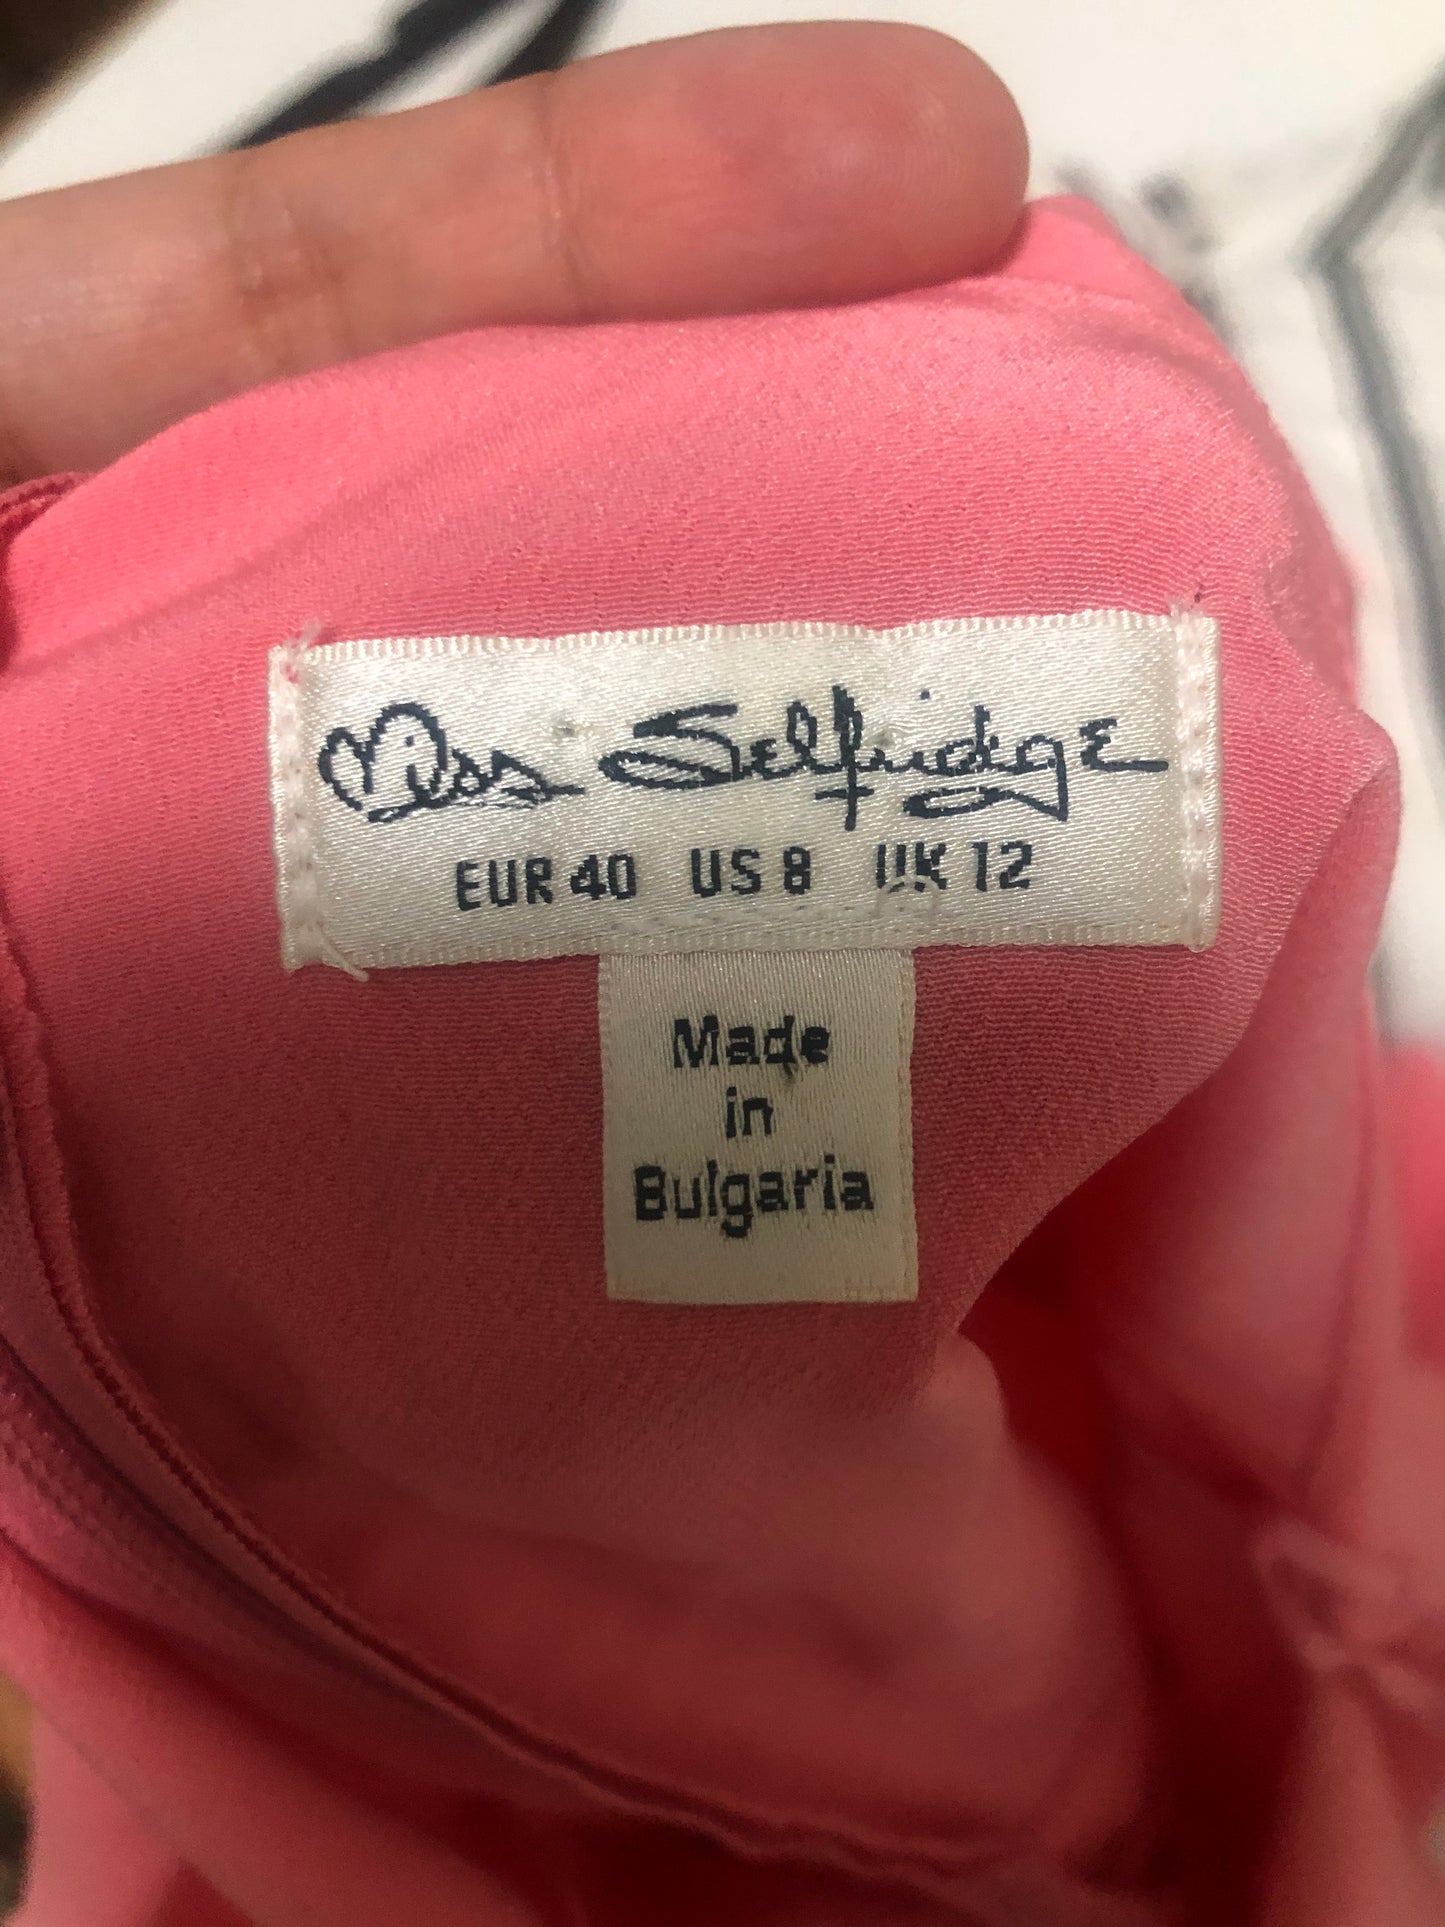 Miss Selfridge
EUR 40 US 8 UK 12
Made
in
Bulgaria